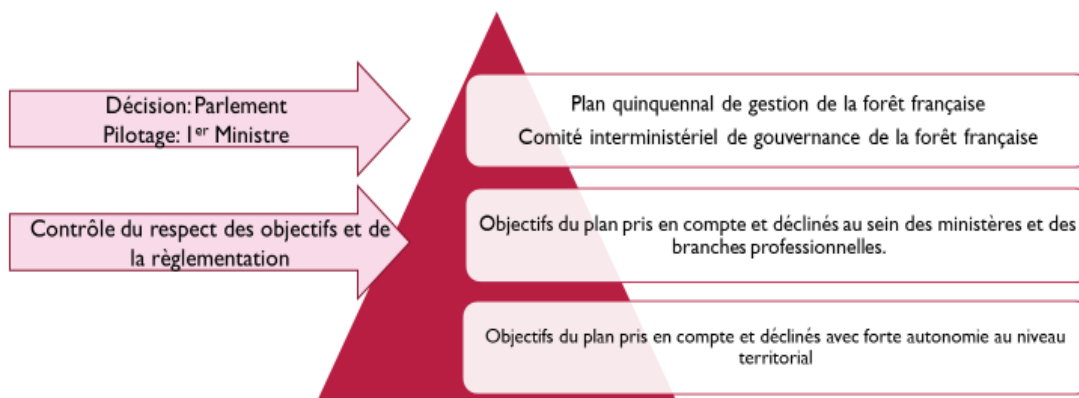 Décision: Parlement
Pilotage: 1er Ministre
Plan quinquennal de gestion de la forêt française
Comité interministériel de gouvernance de la forêt française
Contrôle du respect des objectifs et de
la règlementation
Objectifs du plan pris en compte et déclinés au sein des ministères et des
branches professionnelles.
Objectifs du plan pris en compte et déclinés avec forte autonomie au niveau
territorial